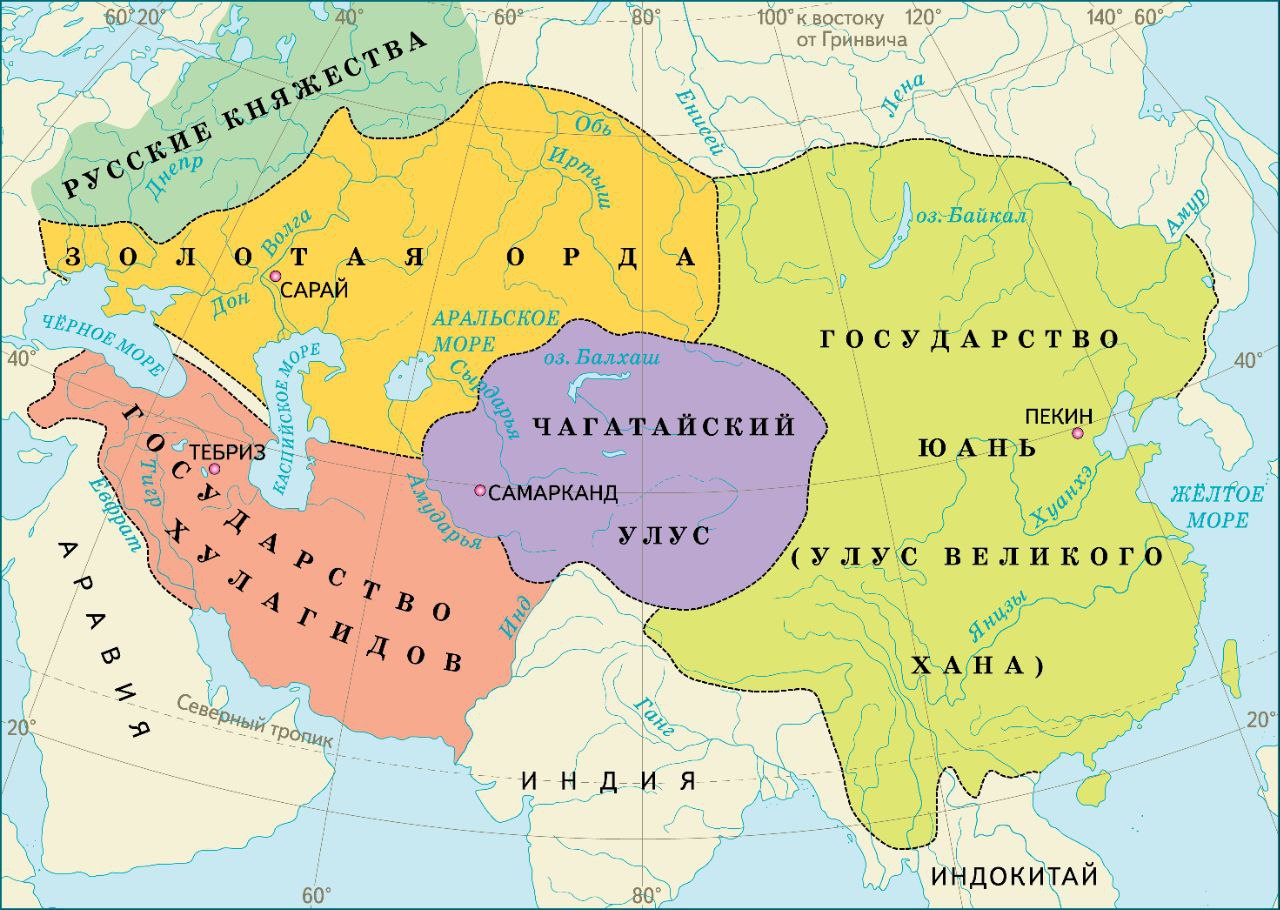 60° 20° 40° 60° 80° 100° к востоку 120° 140° 60°
от Гринвича
РУССКИЕ КНЯЖЕСТВА
Днепр
Обь
Иртыш
Енисей
Лена
Амур
оз. Байкал
Волга
ЗОЛОТАЯ ОРДА
САРАЙ
Дон
ЧЁРНОЕ МОРЕ
АРАЛЬСКОЕ
МОРЕ
оз. Балхаш
Сырдарья
КАСПИЙСКОЕ МОРЕ
40°
40°
ГОСУДАРСТВО
ЮАНЬ
(УЛУС ВЕЛИКОГО
ХАНА)
ПЕКИН
Хуанхэ
ЖЁЛТОЕ
МОРЕ
Янцзы
ЧАГАТАЙСКИЙ
УЛУС
САМАРКАНД
Амударья
ТЕБРИЗ
Тигр
Евфрат
ГОСУДАРСТВО
ХУЛАГИДОВ
Инд
АРАВИЯ
Северный тропик
Ганг
ИНДИЯ
ИНДОКИТАЙ
20°
20°
60°
80°